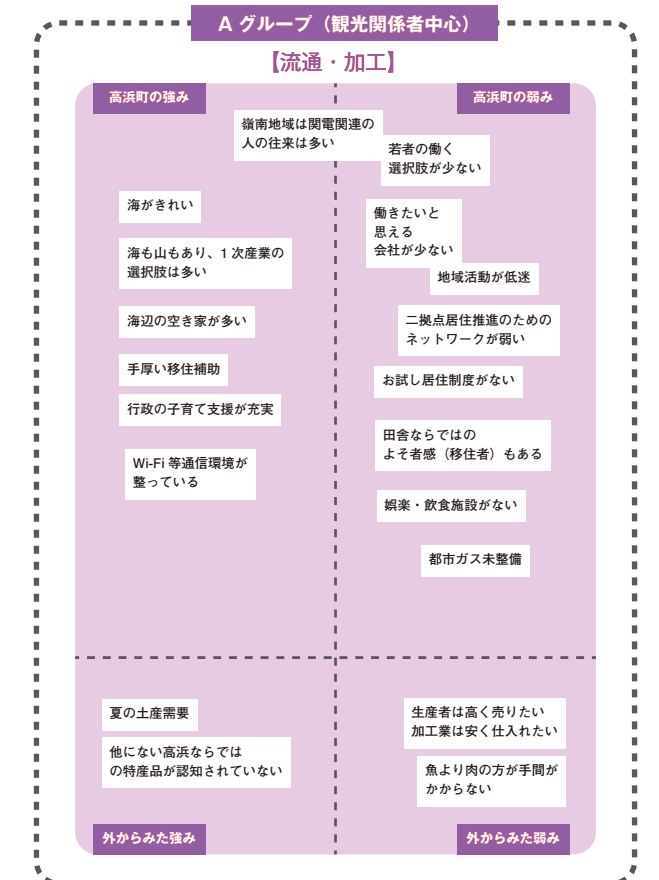 A グループ（観光関係者中心）
【流通・加工】
高浜町の強み
高浜町の弱み
嶺南地域は関電関連の
人の往来は多い
若者の働く
選択肢が少ない
海がきれい
働きたいと
思える
会社が少ない
海も山もあり、1 次産業の
選択肢は多い
地域活動が低迷
海辺の空き家が多い
二拠点居住推進のための
ネットワークが弱い
手厚い移住補助
お試し居住制度がない
行政の子育て支援が充実
田舎ならではの
よそ者感（移住者）もある
Wi-Fi 等通信環境が
整っている
娯楽・飲食施設がない
都市ガス未整備
夏の土産需要
生産者は高く売りたい
加工業は安く仕入れたい
他にない高浜ならでは
の特産品が認知されていない
魚より肉の方が手間が
かからない
外からみた強み
外からみた弱み